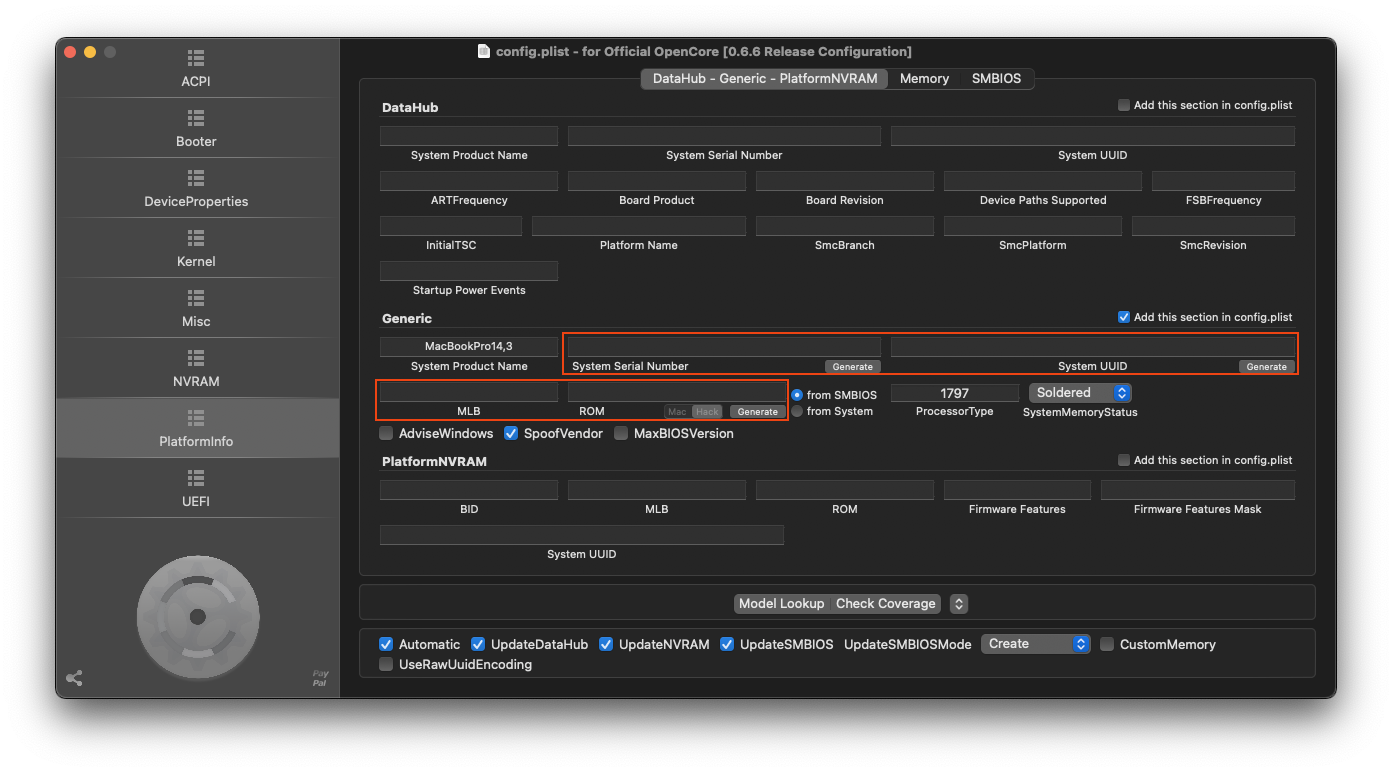 config.plist - for Official OpenCore [0.6.6 Release Configuration]
ACPI
Booter
DeviceProperties
Kernel
Misc
NVRAM
PlatformInfo
UEFI
Pay
Pal
DataHub - Generic - PlatformNVRAM Memory SMBIOS
DataHub Add this section in config.plist
System Product Name System Serial Number System UUID
ARTFrequency Board Product Board Revision Device Paths Supported FSBFrequency
InitialTSC Platform Name SmcBranch SmcPlatform SmcRevision
Startup Power Events
Generic Add this section in config.plist
MacBookPro14,3
System Product Name System Serial Number Generate System UUID Generate
from SMBIOS 1797 Soldered
MLB ROM Mac Hack Generate from System ProcessorType SystemMemoryStatus
AdviseWindows SpoofVendor MaxBIOSVersion
PlatformNVRAM Add this section in config.plist
BID MLB ROM Firmware Features Firmware Features Mask
System UUID
Model Lookup Check Coverage
Automatic UpdateDataHub UpdateNVRAM UpdateSMBIOS UpdateSMBIOSMode Create CustomMemory
UseRawUuidEncoding